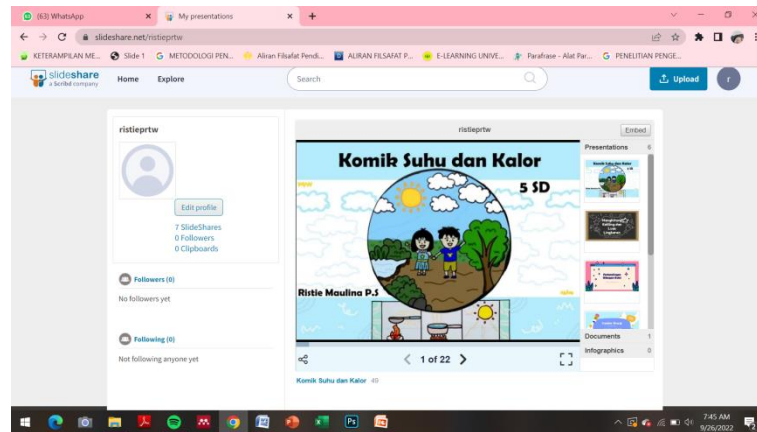 (63) WhatsApp
My presentations
slideshare.net/ristieprtw
KETERAMPILAN ME...
Slide 1
METODOLOGI PEN...
Aliran Filsafat Pendi...
ALIRAN FILSAFAT P...
E-LEARNING UNIVE...
Parafrase - Alat Par...
PENELITIAN PENGE...
slideshare
a Scribd company
Home
Explore
Search
Upload
r
ristieprtw
Edit profile
7 SlideShares
0 Followers
0 Clipboards
Followers (0)
No followers yet
Following (0)
Not following anyone yet
ristieprtw
Embed
Komik Suhu dan Kalor
5 SD
Ristie Maulina P.S
1 of 22
Komik Suhu dan Kalor 49
Presentations 6
Documents 1
Infographics 0
Ps
7:45 AM
9/26/2022